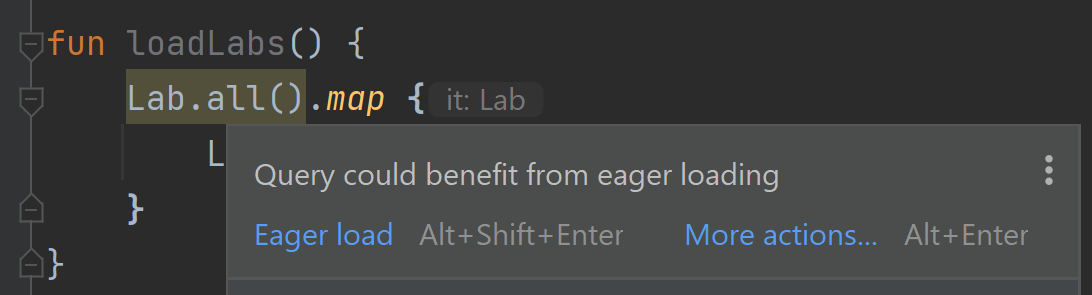 fun loadLabs() {
Lab.all().map { it: Lab
L
Query could benefit from eager loading
Eager load Alt+Shift+Enter More actions... Alt+Enter
}
}